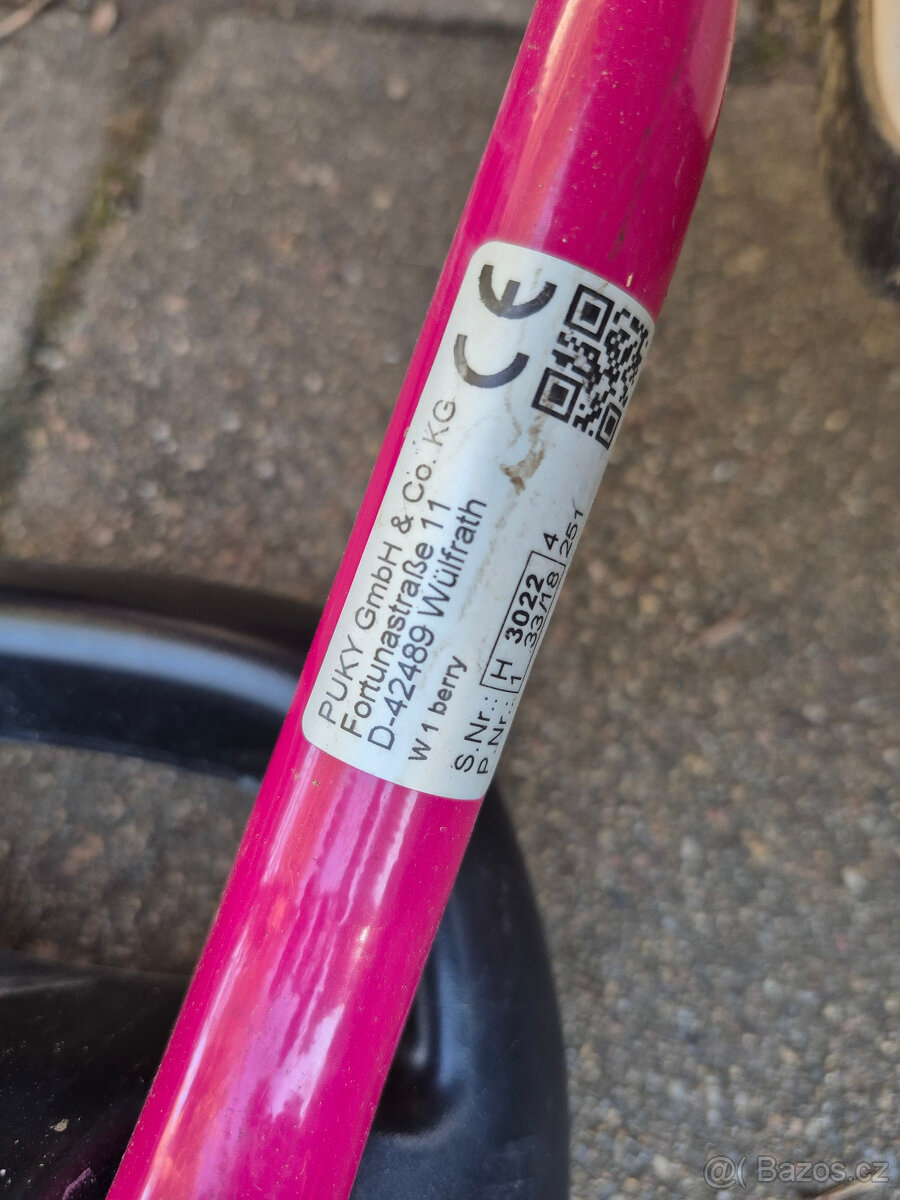 CE
PUKY GmbH & Co. KG
Fortunastraße 11
D-42489 Wülfrath
W 1 berry
S.Nr.: H 3022 4
P.Nr.: 1 33/18 251
Bazos.cz